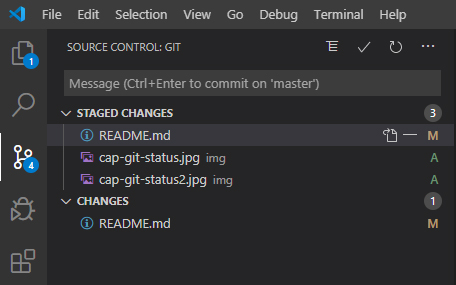 File Edit Selection View Go Debug Terminal Help
1
SOURCE CONTROL: GIT
Message (Ctrl+Enter to commit on 'master')
STAGED CHANGES 3
README.md M
4
cap-git-status.jpg img A
cap-git-status2.jpg img A
CHANGES 1
README.md M